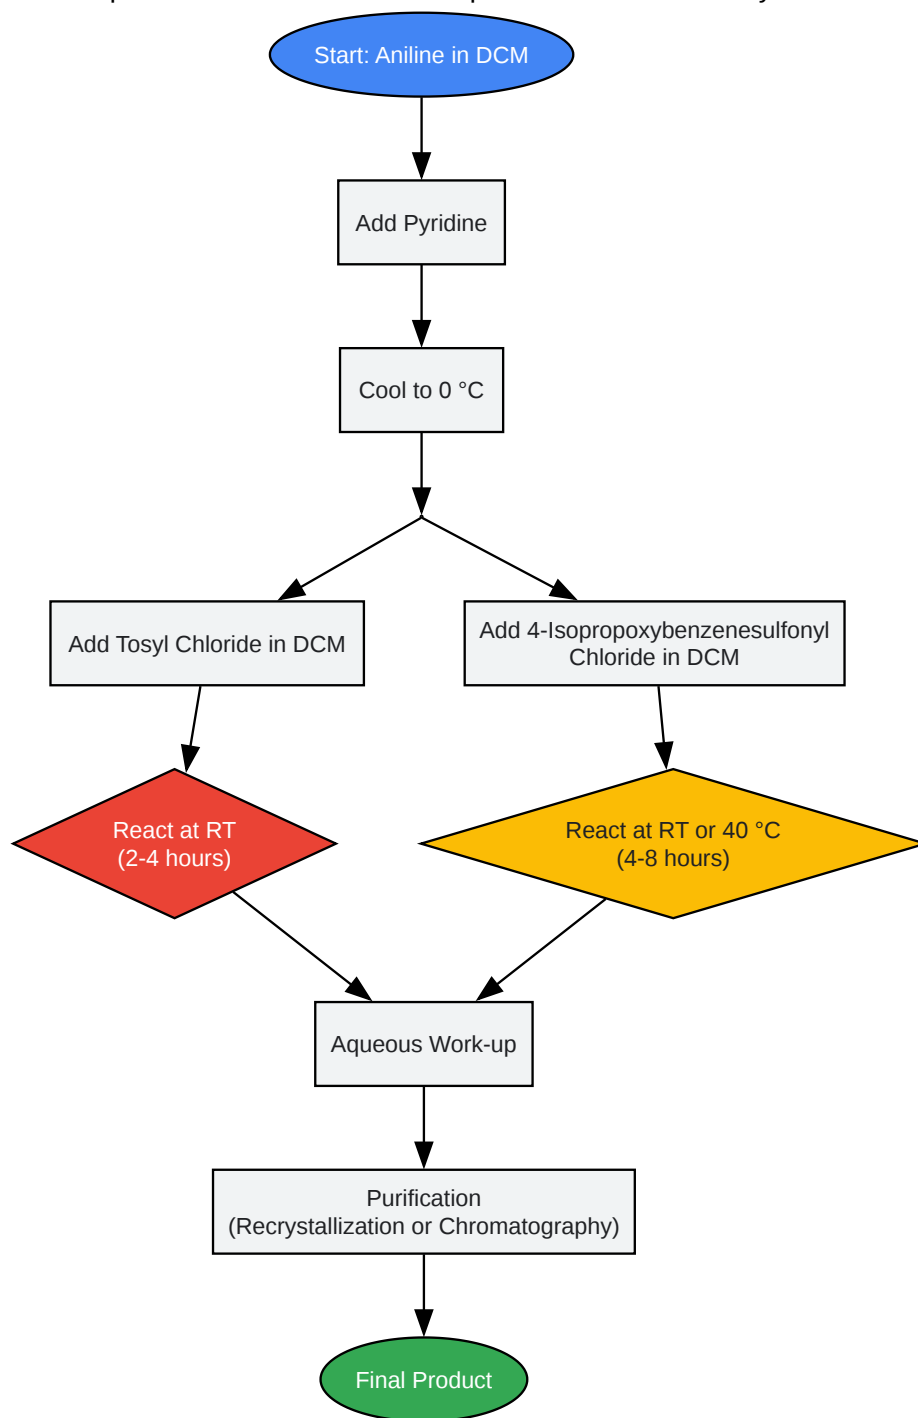 Start: Aniline in DCM
Add Pyridine
Cool to 0 °C
Add Tosyl Chloride in DCM
Add 4-Isopropoxybenzenesulfonyl
Chloride in DCM
React at RT
(2-4 hours)
React at RT or 40 °C
(4-8 hours)
Aqueous Work-up
Purification
(Recrystallization or Chromatography)
Final Product